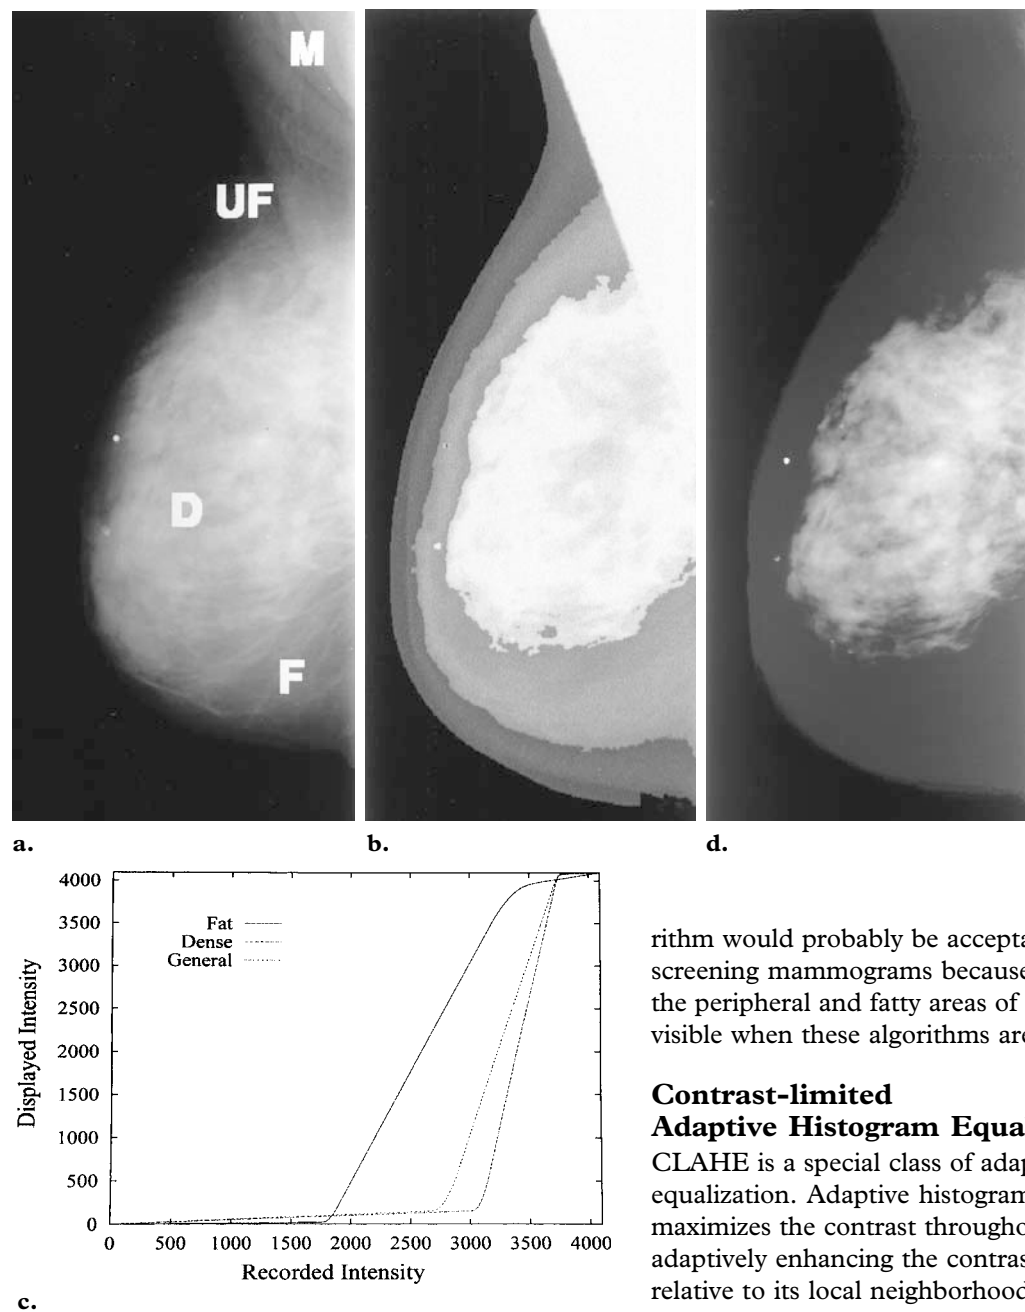 M
UF
D
F
a.
b.
d.
4000
3500
3000
2500
2000
1500
1000
500
0
Displayed Intensity
Fat
Dense
General
0 500 1000 1500 2000 2500 3000 3500 4000
Recorded Intensity
c.
rithm would probably be accepta
screening mammograms because
the peripheral and fatty areas of
visible when these algorithms are
Contrast-limited
Adaptive Histogram Equa
CLAHE is a special class of adap
equalization. Adaptive histogram
maximizes the contrast througho
adaptively enhancing the contras
relative to its local neighborhood